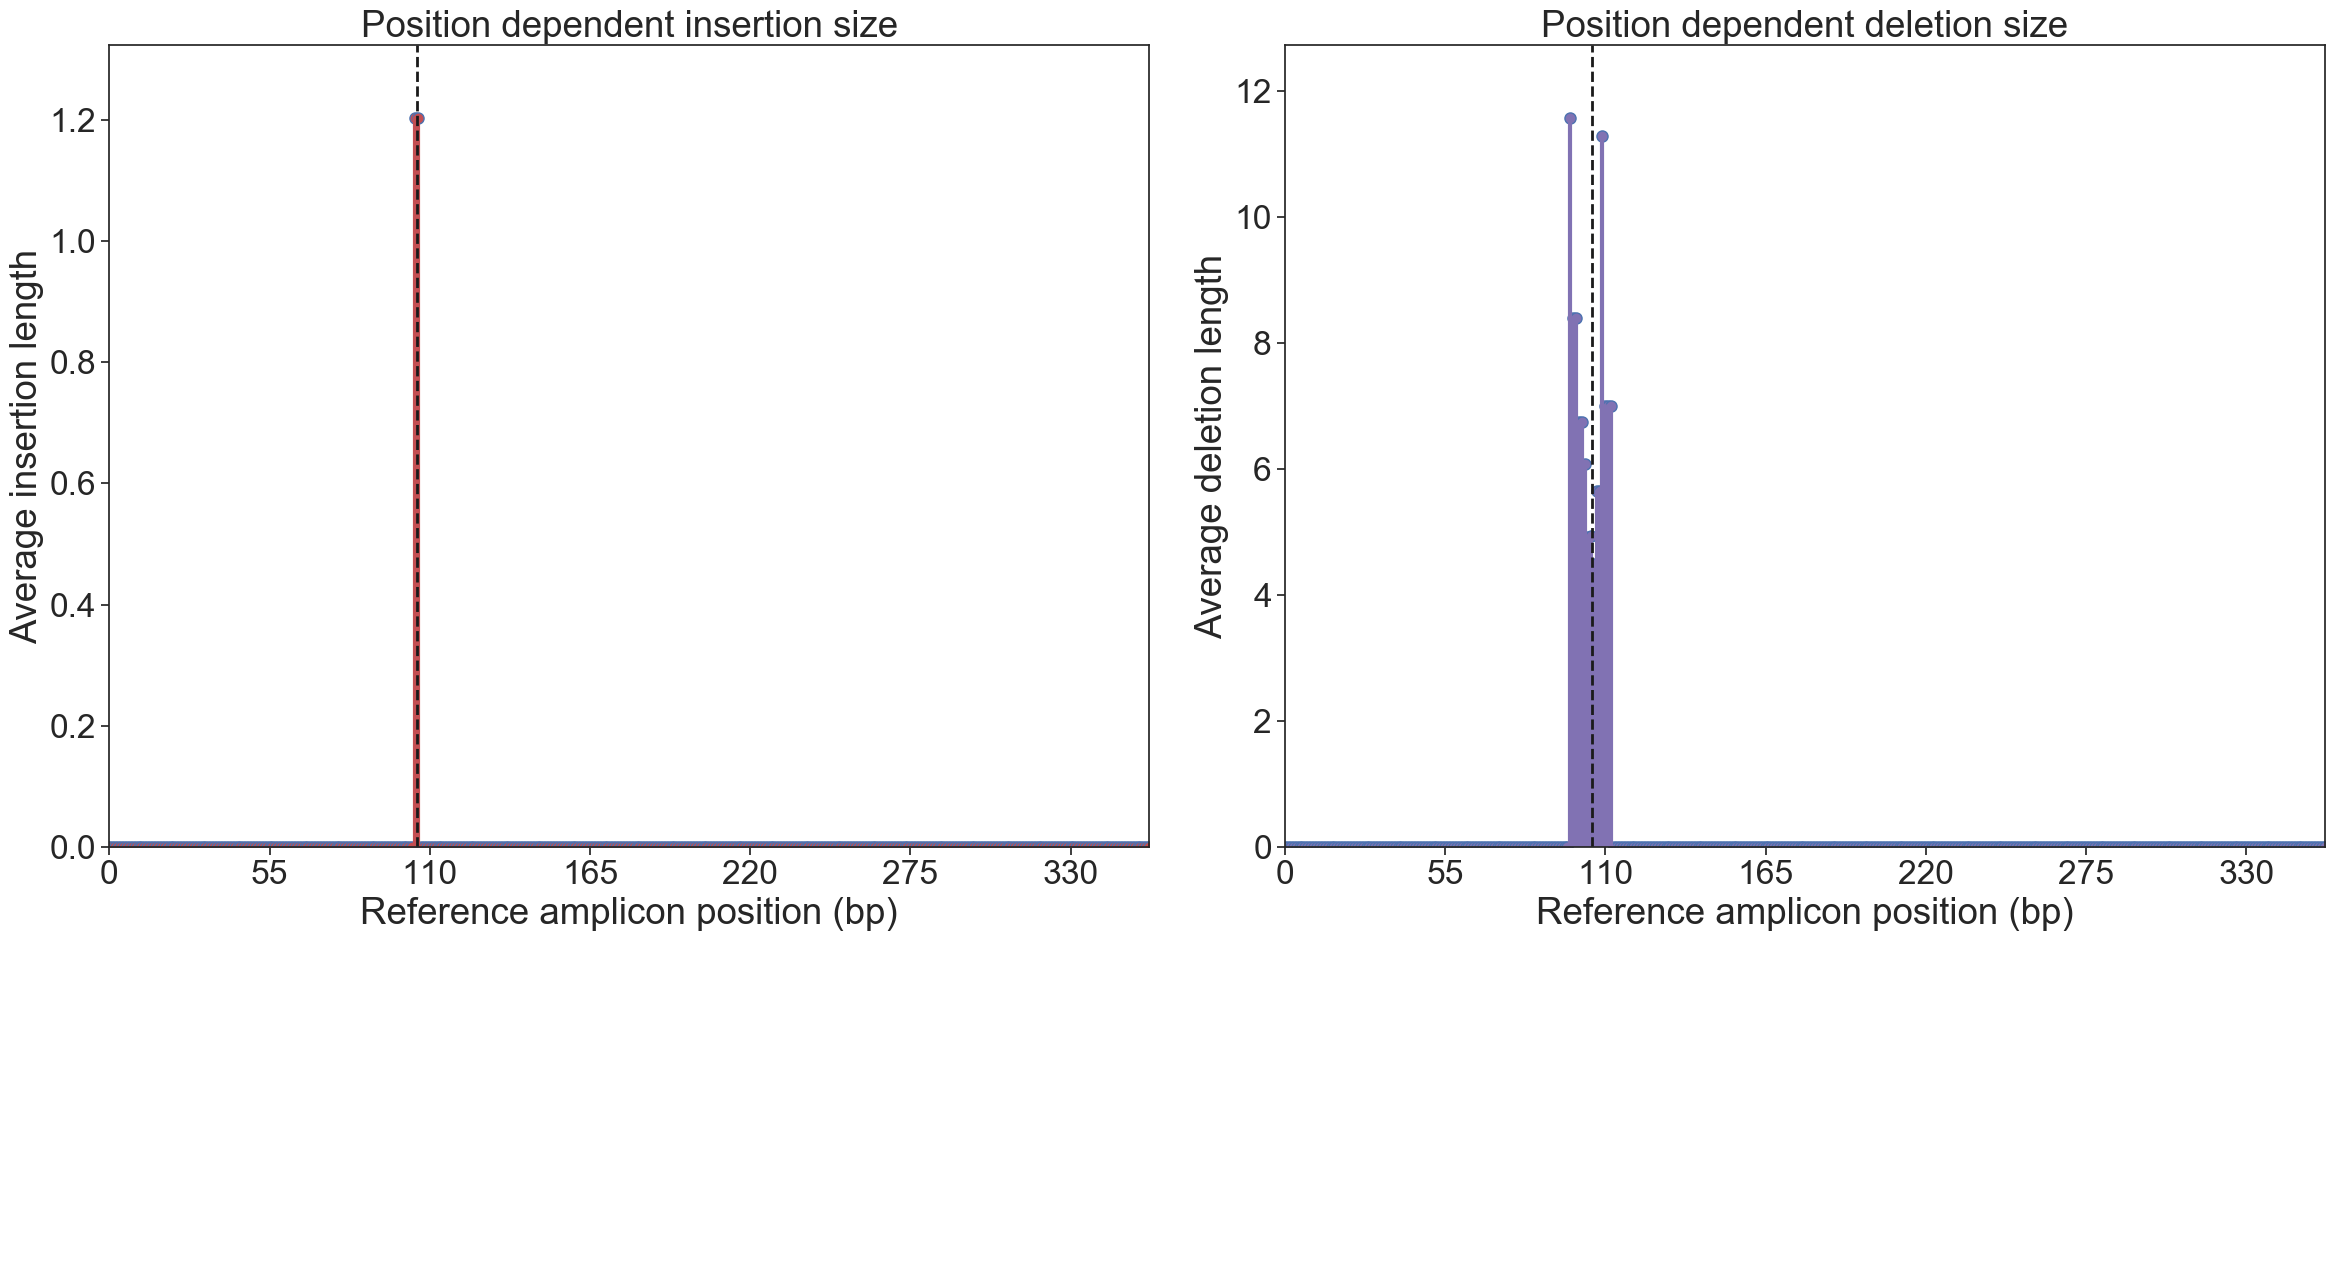 Position dependent insertion size
Average insertion length
1.2
1.0
0.8
0.6
0.4
0.2
0.0
0 55 110 165 220 275 330
Reference amplicon position (bp)
Position dependent deletion size
Average deletion length
12
10
8
6
4
2
0
0 55 110 165 220 275 330
Reference amplicon position (bp)